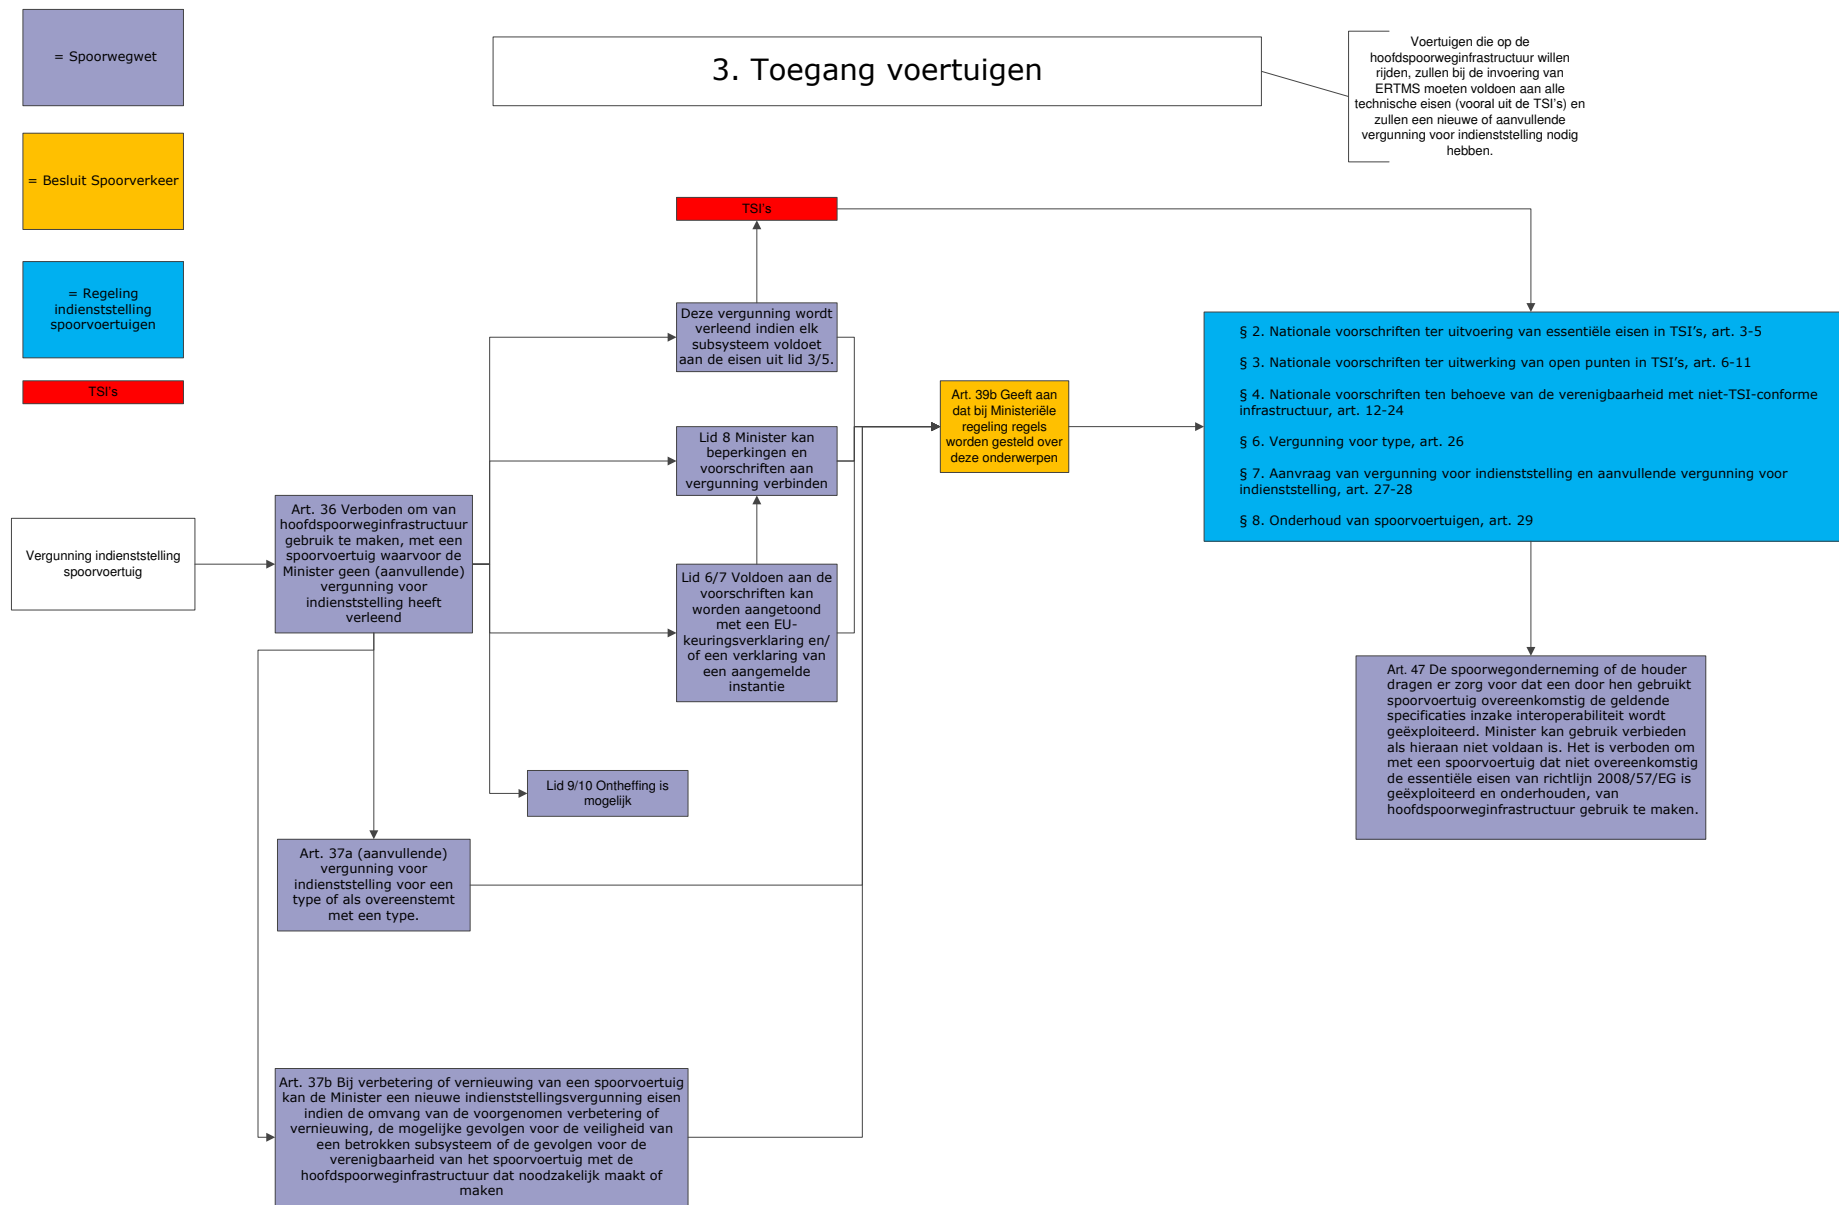 = Spoorwegwet
= Besluit Spoorverkeer
= Regeling
indienststelling
spoorvoertuigen
TSI's
3. Toegang voertuigen
Voertuigen die op de
hoofdspoorweginfrastructuur willen
rijden, zullen bij de invoering van
ERTMS moeten voldoen aan alle
technische eisen (vooral uit de TSI's) en
zullen een nieuwe of aanvullende
vergunning voor indienststelling nodig
hebben.
TSI's
Deze vergunning wordt
verleend indien elk
subsysteem voldoet
aan de eisen uit lid 3/5.
Lid 8 Minister kan
beperkingen en
voorschriften aan
vergunning verbinden
Lid 6/7 Voldoen aan de
voorschriften kan
worden aangetoond
met een EU-
keuringsverklaring en/
of een verklaring van
een aangemelde
instantie
Lid 9/10 Ontheffing is
mogelijk
Vergunning indienststelling
spoorvoertuig
Art. 36 Verboden om van
hoofdspoorweginfrastructuur
gebruik te maken, met een
spoorvoertuig waarvoor de
Minister geen (aanvullende)
vergunning voor
indienststelling heeft
verleend
Art. 37a (aanvullende)
vergunning voor
indienststelling voor een
type of als overeenstemt
met een type.
Art. 37b Bij verbetering of vernieuwing van een spoorvoertuig
kan de Minister een nieuwe indienststellingsvergunning eisen
indien de omvang van de voorgenomen verbetering of
vernieuwing, de mogelijke gevolgen voor de veiligheid van
een betrokken subsysteem of de gevolgen voor de
verenigbaarheid van het spoorvoertuig met de
hoofdspoorweginfrastructuur dat noodzakelijk maakt of
maken
Art. 39b Geeft aan
dat bij Ministeriële
regeling regels
worden gesteld over
deze onderwerpen
§ 2. Nationale voorschriften ter uitvoering van essentiële eisen in TSI's, art. 3-5
§ 3. Nationale voorschriften ter uitwerking van open punten in TSI's, art. 6-11
§ 4. Nationale voorschriften ten behoeve van de verenigbaarheid met niet-TSI-conforme
infrastructuur, art. 12-24
§ 6. Vergunning voor type, art. 26
§ 7. Aanvraag van vergunning voor indienststelling en aanvullende vergunning voor
indienststelling, art. 27-28
§ 8. Onderhoud van spoorvoertuigen, art. 29
Art. 47 De spoorwegonderneming of de houder
dragen er zorg voor dat een door hen gebruikt
spoorvoertuig overeenkomstig de geldende
specificaties inzake interoperabiliteit wordt
geëxploiteerd. Minister kan gebruik verbieden
als hieraan niet voldaan is. Het is verboden om
met een spoorvoertuig dat niet overeenkomstig
de essentiële eisen van richtlijn 2008/57/EG is
geëxploiteerd en onderhouden, van
hoofdspoorweginfrastructuur gebruik te maken.